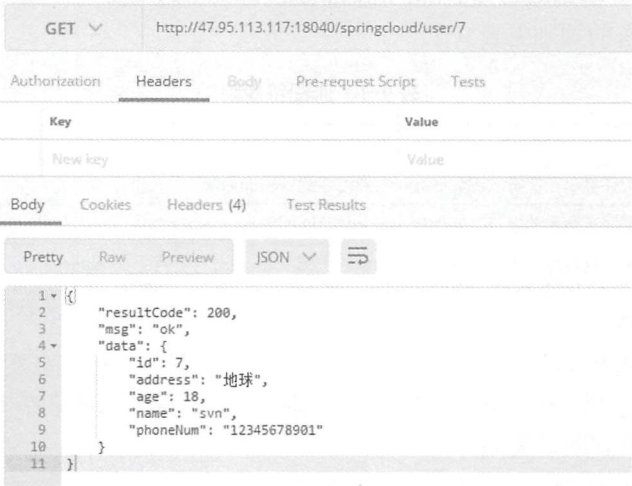 GET http://47.95.113.117:18040/springcloud/user/7
Authorization Headers Body Pre-request Script Tests
Key Value
New key Value
Body Cookies Headers (4) Test Results
Pretty Raw Preview JSON
1 {
2 "resultCode": 200,
3 "msg": "ok",
4 "data": {
5 "id": 7,
6 "address": "地球",
7 "age": 18,
8 "name": "svn",
9 "phoneNum": "12345678901"
10 }
11 }